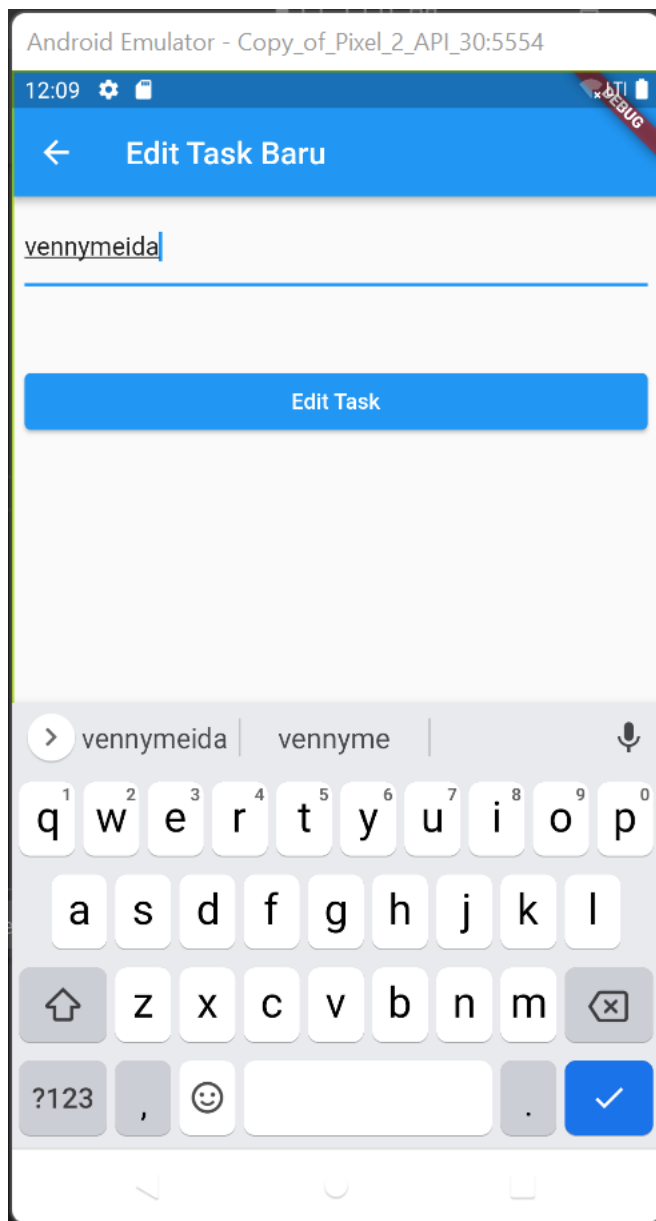 Android Emulator - Copy_of_Pixel_2_API_30:5554
12:09
DEBUG
Edit Task Baru
vennymeida
Edit Task
vennymeida vennyme
1 2 3 4 5 6 7 8 9 0
q w e r t y u i o p
a s d f g h j k l
z x c v b n m
?123 , .